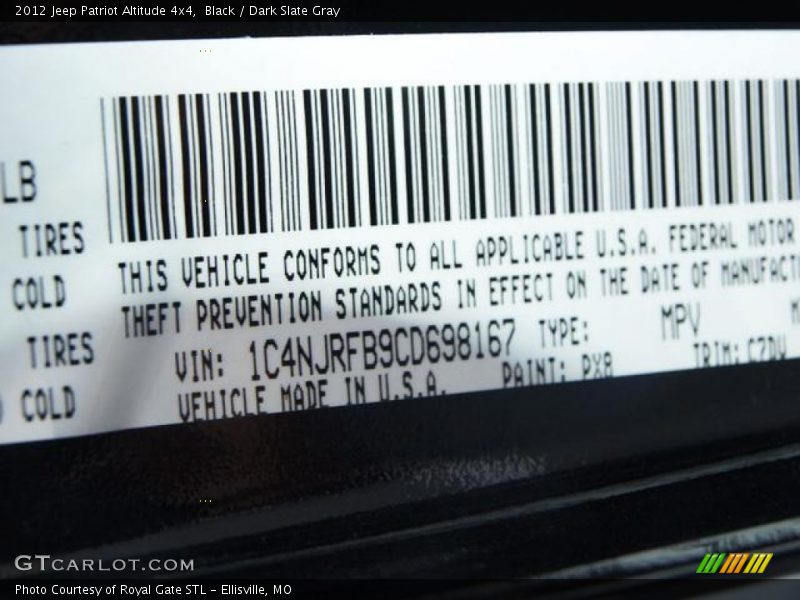 2012 Jeep Patriot Altitude 4x4, Black / Dark Slate Gray
LB
TIRES
COLD
TIRES
COLD
THIS VEHICLE CONFORMS TO ALL APPLICABLE U.S.A. FEDERAL MOTOR
THEFT PREVENTION STANDARDS IN EFFECT ON THE DATE OF MANUFACT
VIN: 1C4NJRFB9CD698167 TYPE: MPV M
VEHICLE MADE IN U.S.A. PAINT: PX8 TRIM: C7DV
GTCARLOT.COM
Photo Courtesy of Royal Gate STL - Ellisville, MO